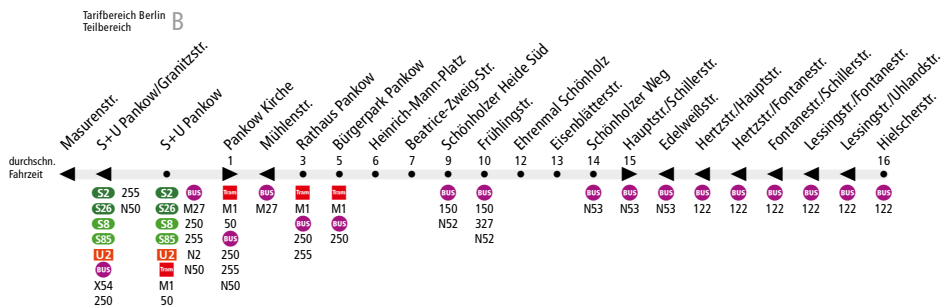 Tarifbereich Berlin
Teilbereich
B
Masurenstr.
S+U Pankow/Granitzstr.
S+U Pankow
Pankow Kirche
Mühlenstr.
Rathaus Pankow
Bürgerpark Pankow
Heinrich-Mann-Platz
Beatrice-Zweig-Str.
Schönholzer Heide Süd
Frühlingstr.
Ehrenmal Schönholz
Eisenblätterstr.
Schönholzer Weg
Hauptstr./Schillerstr.
Edelweißstr.
Hertzstr./Hauptstr.
Hertzstr./Fontanestr.
Fontanestr./Schillerstr.
Lessingstr./Fontanestr.
Lessingstr./Uhlandstr.
Hielscherstr.
durchschn. 1 3 5 6 7 9 10 12 13 14 15 16
Fahrzeit
S2 255 S2 BUS Tram BUS Tram Tram BUS BUS BUS BUS BUS BUS BUS BUS BUS BUS BUS
S26 N50 S26 M27 M1 M27 M1 M1 150 150 N53 N53 N53 122 122 122 122 122 122
S8 S8 250 50 BUS BUS N52 327
S85 S85 255 BUS 250 250 N52
U2 U2 N2 250 255
BUS Tram N50 255
X54 M1 N50
250 50